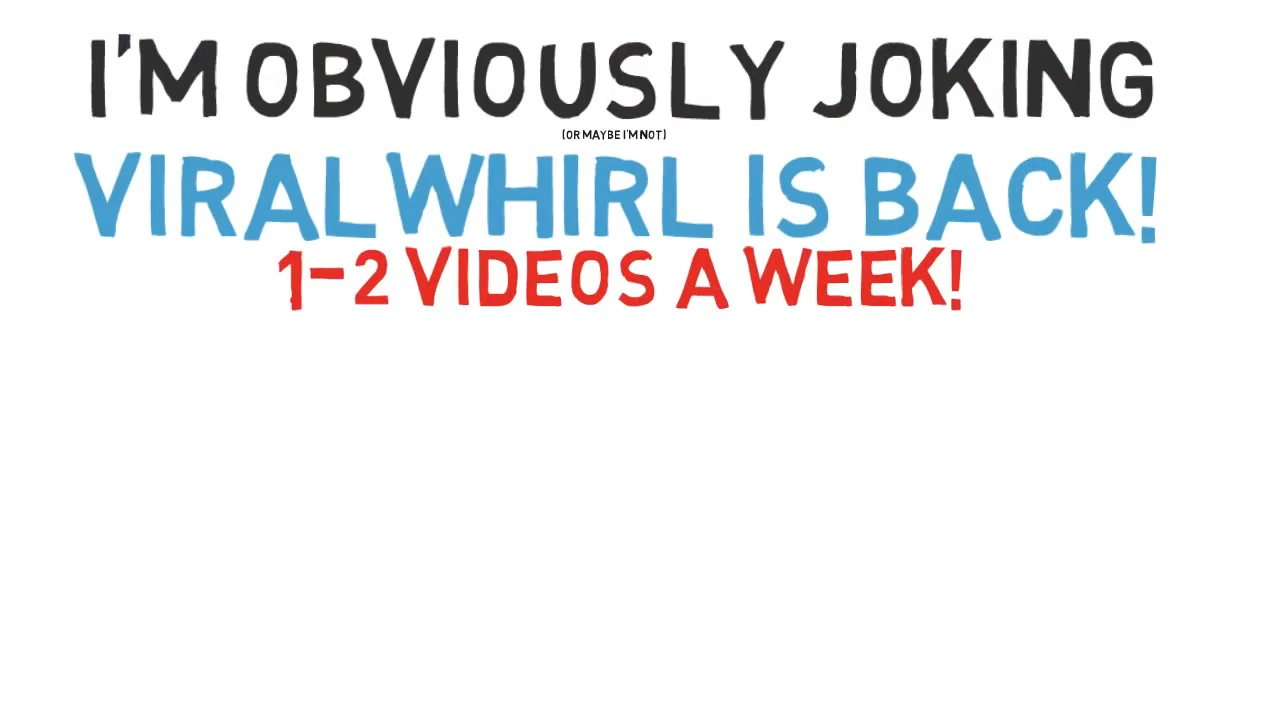 I'M OBVIOUSLY JOKING
(OR MAYBE I'M NOT)
VIRALWHIRL IS BACK!
1-2 VIDEOS A WEEK!